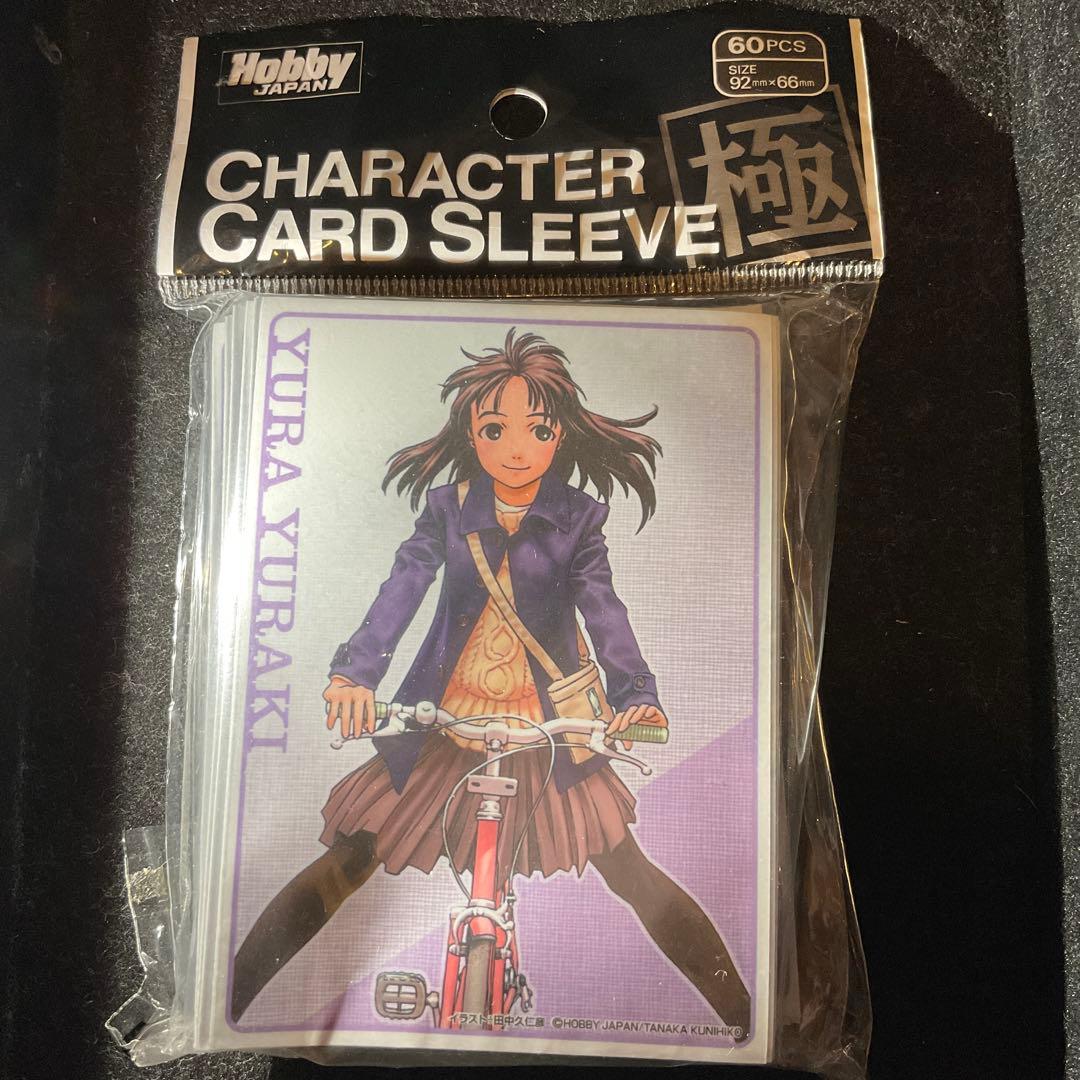 Hobby
JAPAN
60PCS
SIZE
92mm×66mm
CHARACTER
CARD SLEEVE
極
YURA YURAKI
イラスト:田中久仁彦 ©HOBBY JAPAN/TANAKA KUNIHIKO